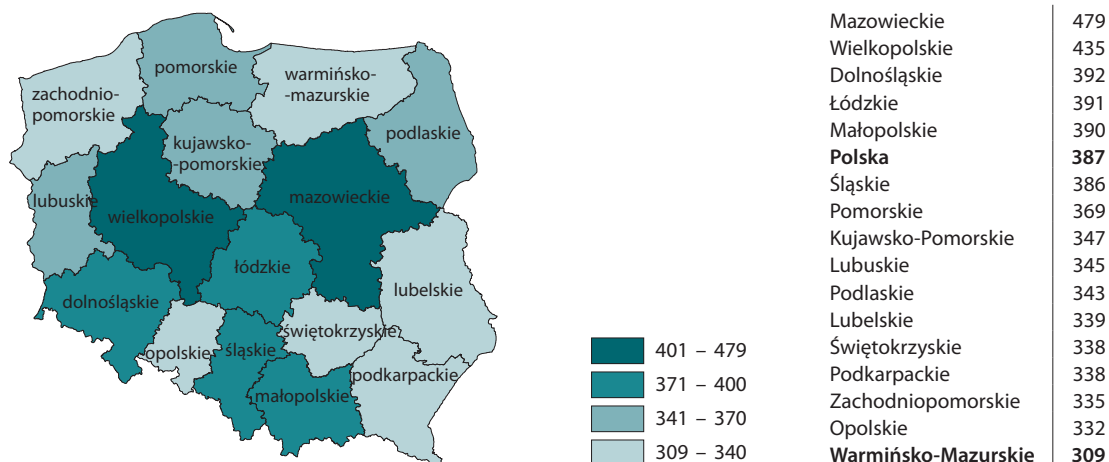 pomorskie
warmińsko-
-mazurskie
zachodnio-
pomorskie
podlaskie
kujawsko-
-pomorskie
lubuskie
wielkopolskie
mazowieckie
łódzkie
dolnośląskie
lubelskie
świętokrzyskie
opolskie
śląskie
podkarpackie
małopolskie
401 – 479
371 – 400
341 – 370
309 – 340
Mazowieckie 479
Wielkopolskie 435
Dolnośląskie 392
Łódzkie 391
Małopolskie 390
Polska 387
Śląskie 386
Pomorskie 369
Kujawsko-Pomorskie 347
Lubuskie 345
Podlaskie 343
Lubelskie 339
Świętokrzyskie 338
Podkarpackie 338
Zachodniopomorskie 335
Opolskie 332
Warmińsko-Mazurskie 309